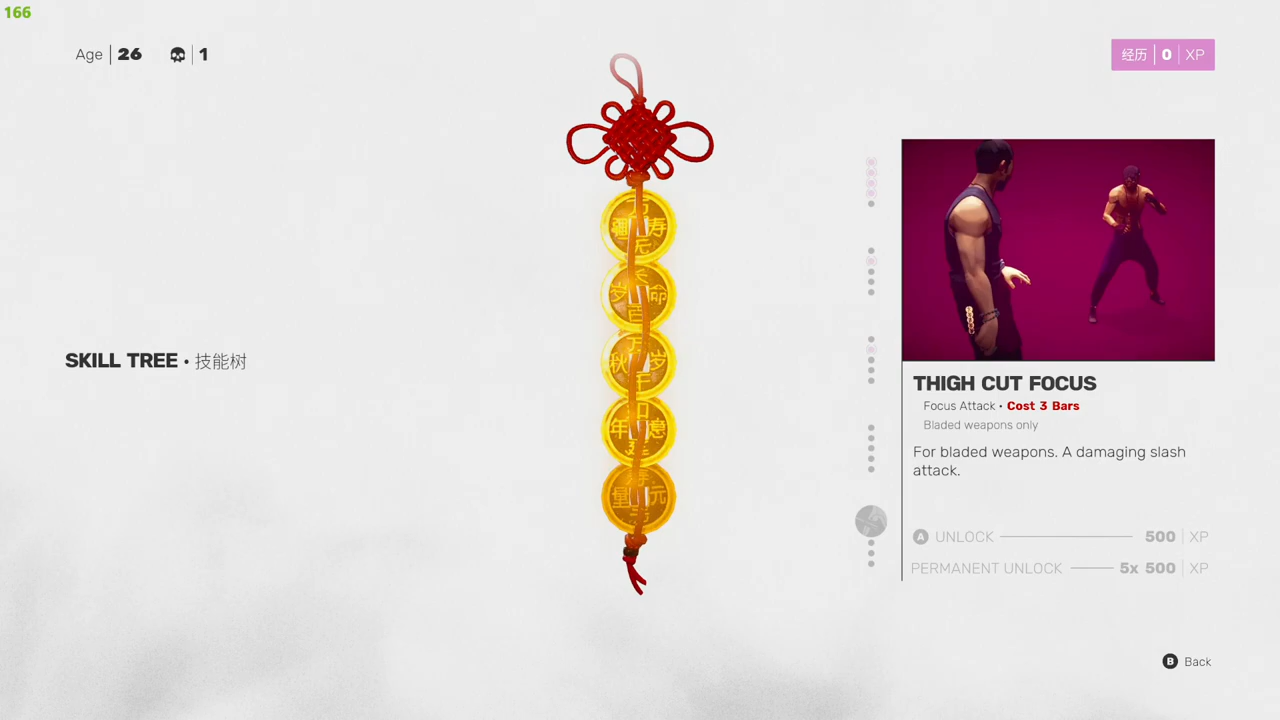 166
Age 26 1
经历 0 XP
SKILL TREE • 技能树
THIGH CUT FOCUS
Focus Attack • Cost 3 Bars
Bladed weapons only
For bladed weapons. A damaging slash
attack.
A UNLOCK 500 XP
PERMANENT UNLOCK 5x 500 XP
B Back